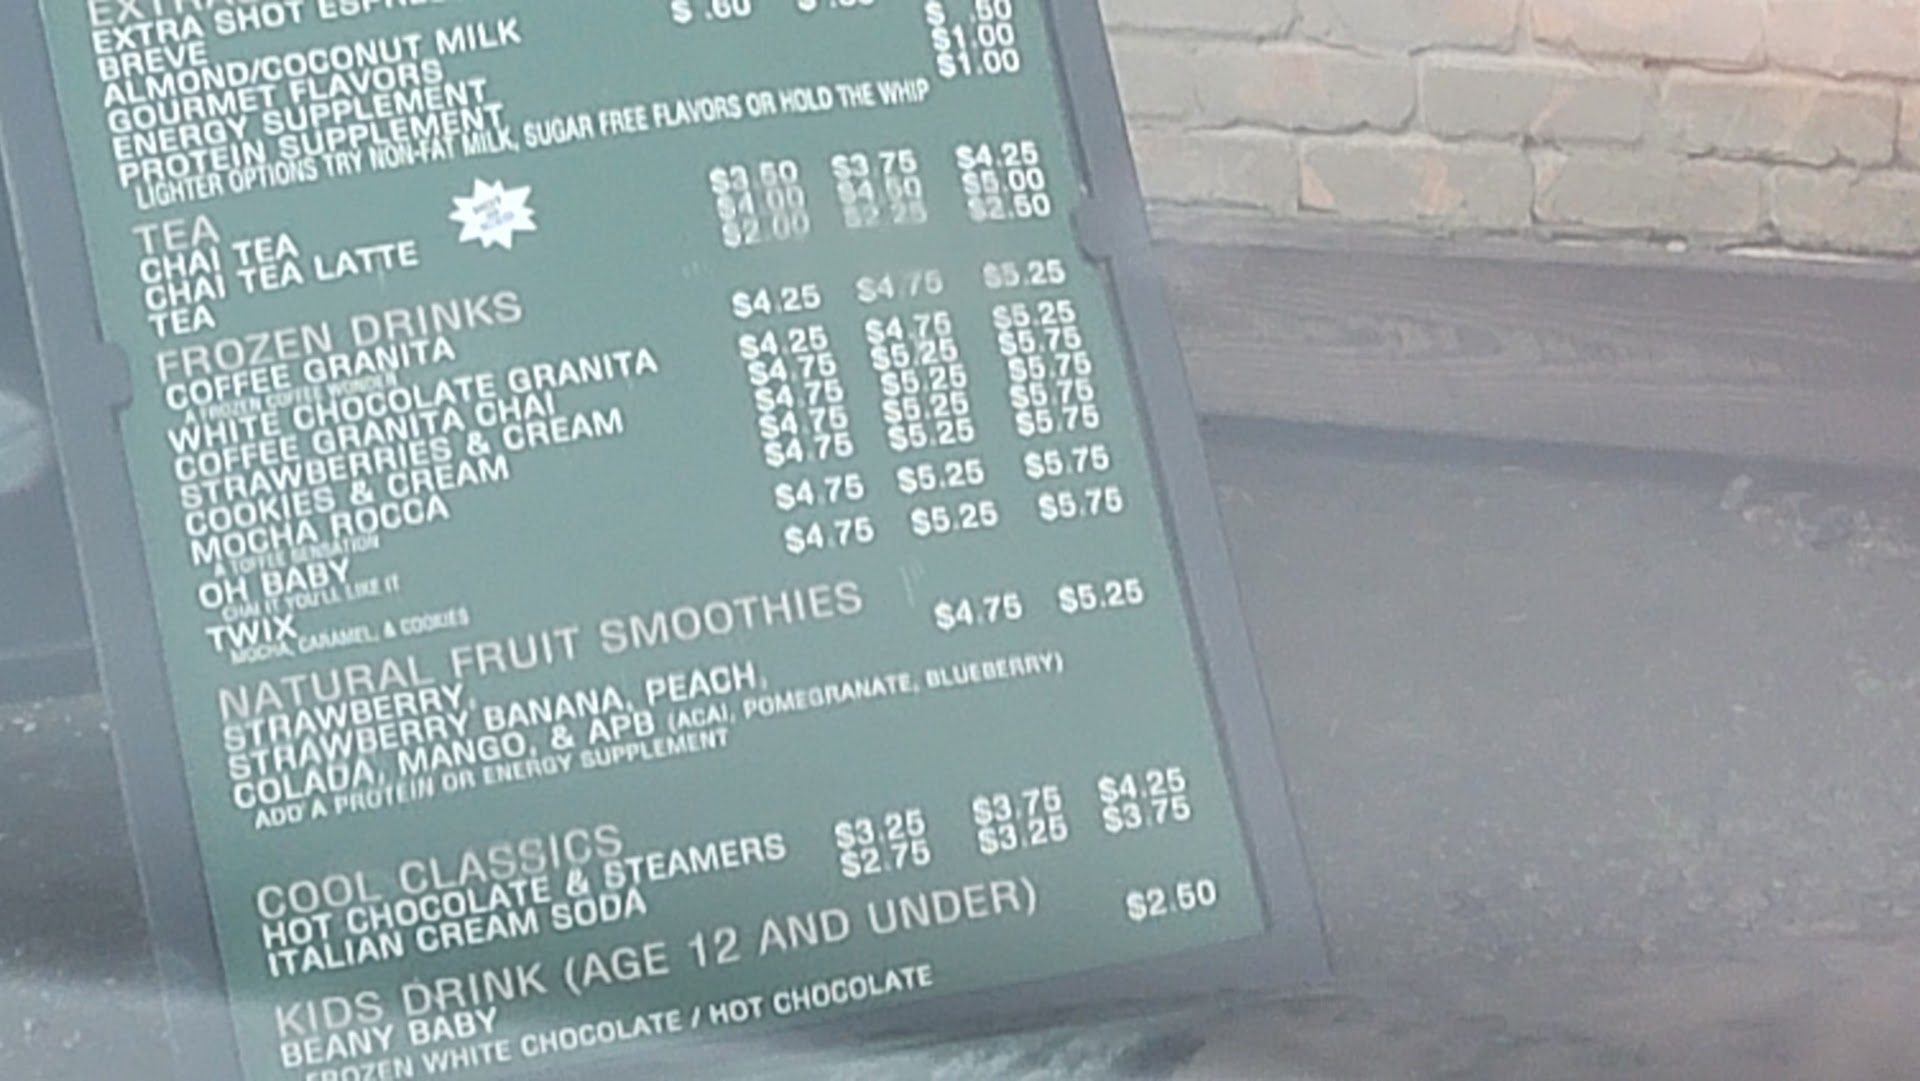 EXTRA SHOT
BREVE $ .60
ALMOND/COCONUT MILK
GOURMET FLAVORS $ .50
ENERGY SUPPLEMENT $1.00
PROTEIN SUPPLEMENT $1.00
LIGHTER OPTIONS TRY NON-FAT MILK, SUGAR FREE FLAVORS OR HOLD THE WHIP
TEA
CHAI TEA $3.50 $3.75 $4.25
CHAI TEA LATTE $4.00 $4.50 $5.00
TEA $2.00 $2.25 $2.50
FROZEN DRINKS
COFFEE GRANITA $4.25 $4.75 $5.25
A FROZEN COFFEE WONDER
WHITE CHOCOLATE GRANITA $4.25 $4.75 $5.25
COFFEE GRANITA CHAI $4.75 $5.25 $5.75
STRAWBERRIES & CREAM $4.75 $5.25 $5.75
COOKIES & CREAM $4.75 $5.25 $5.75
MOCHA ROCCA $4.75 $5.25 $5.75
A TOFFEE SENSATION
OH BABY $4.75 $5.25 $5.75
CHAI IT YOU'LL LIKE IT
TWIX $4.75 $5.25 $5.75
MOCHA, CARAMEL, & COOKIES
NATURAL FRUIT SMOOTHIES
STRAWBERRY, $4.75 $5.25
STRAWBERRY BANANA, PEACH,
COLADA, MANGO, & APB (ACAI, POMEGRANATE, BLUEBERRY)
ADD A PROTEIN OR ENERGY SUPPLEMENT
COOL CLASSICS
HOT CHOCOLATE & STEAMERS $3.25 $3.75 $4.25
ITALIAN CREAM SODA $2.75 $3.25 $3.75
KIDS DRINK (AGE 12 AND UNDER)
BEANY BABY $2.50
FROZEN WHITE CHOCOLATE / HOT CHOCOLATE